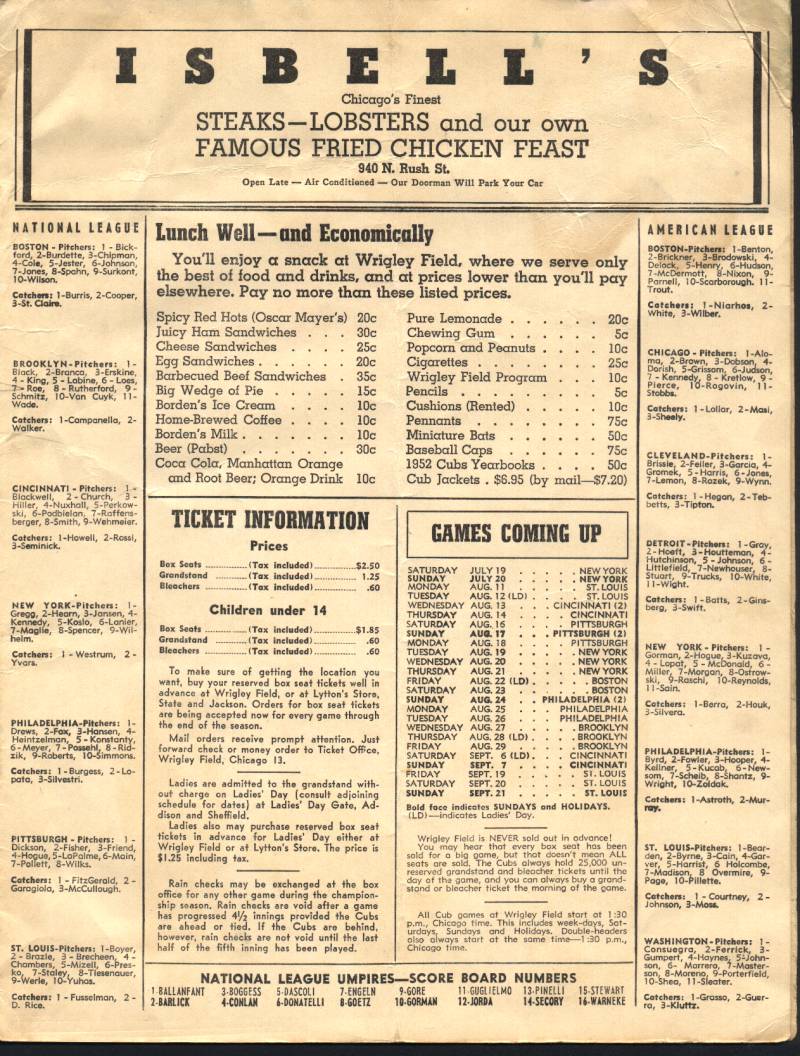 ISBELL'S
Chicago's Finest
STEAKS—LOBSTERS and our own
FAMOUS FRIED CHICKEN FEAST
940 N. Rush St.
Open Late — Air Conditioned — Our Doorman Will Park Your Car
NATIONAL LEAGUE
BOSTON - Pitchers: 1 - Bick-
ford, 2-Burdette, 3-Chipman,
4-Cole, 5-Jester, 6-Johnson,
7-Jones, 8-Spahn, 9-Surkont,
10-Wilson.
Catchers: 1-Burris, 2-Cooper,
3-St. Claire.
BROOKLYN - Pitchers: 1-
Black, 2-Branca, 3-Erskine,
4 - King, 5 - Labine, 6 - Loes,
7 - Roe, 8 - Rutherford, 9 -
Schmitz, 10-Van Cuyk, 11-
Wade.
Catchers: 1-Campanella, 2-
Walker.
CINCINNATI - Pitchers: 1 -
Blackwell, 2 - Church, 3 -
Hiller, 4-Nuxhall, 5-Perkow-
ski, 6-Podbielan, 7-Raffens-
berger, 8-Smith, 9-Wehmeier.
Catchers: 1-Howell, 2-Rossi,
3-Seminick.
NEW YORK-Pitchers: 1-
Gregg, 2-Hearn, 3-Jansen, 4-
Kennedy, 5-Koslo, 6-Lanier,
7-Maglie, 8-Spencer, 9-Wil-
helm.
Catchers: 1 - Westrum, 2 -
Yvars.
PHILADELPHIA-Pitchers: 1-
Drews, 2-Fox, 3-Hansen, 4-
Heintzelman, 5 - Konstanty,
6 - Meyer, 7 - Possehl, 8 - Rid-
zik, 9-Roberts, 10-Simmons.
Catchers: 1-Burgess, 2-Lo-
pata, 3-Silvestri.
PITTSBURGH - Pitchers: 1 -
Dickson, 2-Fisher, 3-Friend,
4-Hogue, 5-LaPalme, 6-Main,
7-Pollett, 8-Wilks.
Catchers: 1 - FitzGerald, 2 -
Garagiola, 3-McCullough.
ST. LOUIS-Pitchers: 1-Boyer,
2 - Brazle, 3 - Brecheen, 4 -
Chambers, 5-Mizell, 6-Pres-
ko, 7-Staley, 8-Tiesenauer,
9-Werle, 10-Yuhas.
Catchers: 1 - Fusselman, 2 -
D. Rice.
Lunch Well—and Economically
You'll enjoy a snack at Wrigley Field, where we serve only
the best of food and drinks, and at prices lower than you'll pay
elsewhere. Pay no more than these listed prices.
Spicy Red Hots (Oscar Mayer's) 20c
Juicy Ham Sandwiches . . . 30c
Cheese Sandwiches . . . . 25c
Egg Sandwiches . . . . . . 20c
Barbecued Beef Sandwiches . 35c
Big Wedge of Pie . . . . . 15c
Borden's Ice Cream . . . . 10c
Home-Brewed Coffee . . . . 10c
Borden's Milk . . . . . . . 10c
Beer (Pabst) . . . . . . . 30c
Coca Cola, Manhattan Orange
and Root Beer; Orange Drink 10c
Pure Lemonade . . . . . . 20c
Chewing Gum . . . . . . 5c
Popcorn and Peanuts . . . . 10c
Cigarettes . . . . . . . 25c
Wrigley Field Program . . . 10c
Pencils . . . . . . . . 5c
Cushions (Rented) . . . . . 10c
Pennants . . . . . . . 75c
Miniature Bats . . . . . . 50c
Baseball Caps . . . . . . 75c
1952 Cubs Yearbooks . . . . 50c
Cub Jackets . $6.95 (by mail—$7.20)
TICKET INFORMATION
Prices
Box Seats ............(Tax included)............$2.50
Grandstand ............(Tax included)............ 1.25
Bleachers ............(Tax included)............ .60
Children under 14
Box Seats ............(Tax included)............$1.85
Grandstand ............(Tax included)............ .60
Bleachers ............(Tax included)............ .60
To make sure of getting the location you
want, buy your reserved box seat tickets well in
advance at Wrigley Field, or at Lytton's Store,
State and Jackson. Orders for box seat tickets
are being accepted now for every game through
the end of the season.
Mail orders receive prompt attention. Just
forward check or money order to Ticket Office,
Wrigley Field, Chicago 13.
Ladies are admitted to the grandstand with-
out charge on Ladies' Day (consult adjoining
schedule for dates) at Ladies' Day Gate, Ad-
dison and Sheffield.
Ladies also may purchase reserved box seat
tickets in advance for Ladies' Day either at
Wrigley Field or at Lytton's Store. The price is
$1.25 including tax.
Rain checks may be exchanged at the box
office for any other game during the champion-
ship season. Rain checks are void after a game
has progressed 4½ innings provided the Cubs
are ahead or tied. If the Cubs are behind,
however, rain checks are not void until the last
half of the fifth inning has been played.
GAMES COMING UP
SATURDAY JULY 19 . . . . . NEW YORK
SUNDAY JULY 20 . . . . . NEW YORK
MONDAY AUG. 11 . . . . . ST. LOUIS
TUESDAY AUG. 12 (LD) . . . . ST. LOUIS
WEDNESDAY AUG. 13 . . . . CINCINNATI (2)
THURSDAY AUG. 14 . . . . . CINCINNATI
SATURDAY AUG. 16 . . . . . PITTSBURGH
SUNDAY AUG. 17 . . . . PITTSBURGH (2)
MONDAY AUG. 18 . . . . . PITTSBURGH
TUESDAY AUG. 19 . . . . . NEW YORK
WEDNESDAY AUG. 20 . . . . . NEW YORK
THURSDAY AUG. 21 . . . . . NEW YORK
FRIDAY AUG. 22 (LD) . . . . . BOSTON
SATURDAY AUG. 23 . . . . . BOSTON
SUNDAY AUG. 24 . . . PHILADELPHIA (2)
MONDAY AUG. 25 . . . . PHILADELPHIA
TUESDAY AUG. 26 . . . . PHILADELPHIA
WEDNESDAY AUG. 27 . . . . . BROOKLYN
THURSDAY AUG. 28 (LD) . . . . BROOKLYN
FRIDAY AUG. 29 . . . . . BROOKLYN
SATURDAY SEPT. 6 (LD) . . . CINCINNATI
SUNDAY SEPT. 7 . . . . . CINCINNATI
FRIDAY SEPT. 19 . . . . . ST. LOUIS
SATURDAY SEPT. 20 . . . . . ST. LOUIS
SUNDAY SEPT. 21 . . . . . ST. LOUIS
Bold face indicates SUNDAYS and HOLIDAYS.
(LD)—indicates Ladies' Day.
Wrigley Field is NEVER sold out in advance!
You may hear that every box seat has been
sold for a big game, but that doesn't mean ALL
seats are sold. The Cubs always hold 25,000 un-
reserved grandstand and bleacher tickets until the
day of the game, and you can always buy a grand-
stand or bleacher ticket the morning of the game.
All Cub games at Wrigley Field start at 1:30
p.m., Chicago time. This includes week-days, Sat-
urdays, Sundays and Holidays. Double-headers
also always start at the same time—1:30 p.m.,
Chicago time.
AMERICAN LEAGUE
BOSTON-Pitchers: 1-Benton,
2-Brickner, 3-Brodowski, 4-
Delock, 5-Henry, 6-Hudson,
7-McDermott, 8-Nixon, 9-
Parnell, 10-Scarborough. 11-
Trout.
Catchers: 1-Niarhos, 2-
White, 3-Wilber.
CHICAGO - Pitchers: 1-Alo-
ma, 2-Brown, 3-Dobson, 4-
Dorish, 5-Grissom, 6-Judson,
7 - Kennedy, 8 - Kretlow, 9 -
Pierce, 10-Rogovin, 11-
Stobbs.
Catchers: 1-Lollar, 2-Masi,
3-Sheely.
CLEVELAND-Pitchers: 1-
Brissie, 2-Feller, 3-Garcia, 4-
Gromek, 5-Harris, 6-Jones,
7-Lemon, 8-Rozek, 9-Wynn.
Catchers: 1-Hegan, 2-Teb-
betts, 3-Tipton.
DETROIT-Pitchers: 1-Gray,
2-Hoeft, 3-Houtteman, 4-
Hutchinson, 5 - Johnson, 6 -
Littlefield, 7-Newhouser, 8-
Stuart, 9-Trucks, 10-White,
11-Wight.
Catchers: 1-Batts, 2-Gins-
berg, 3-Swift.
NEW YORK - Pitchers: 1-
Gorman, 2-Hogue, 3-Kuzava,
4 - Lopat, 5 - McDonald, 6 -
Miller, 7-Morgan, 8-Ostrow-
ski, 9-Raschi, 10-Reynolds,
11-Sain.
Catchers: 1-Berra, 2-Houk,
3-Silvera.
PHILADELPHIA-Pitchers: 1-
Byrd, 2-Fowler, 3-Hooper, 4-
Kellner, 5-Kucab, 6-New-
som, 7-Scheib, 8-Shantz, 9-
Wright, 10-Zoldak.
Catchers: 1-Astroth, 2-Mur-
ray.
ST. LOUIS-Pitchers: 1-Bear-
den, 2-Byrne, 3-Cain, 4-Gar-
ver, 5-Harrist, 6 Holcombe,
7-Madison, 8 Overmire, 9-
Page, 10-Pillette.
Catchers: 1 - Courtney, 2 -
Johnson, 3-Moss.
WASHINGTON - Pitchers: 1-
Consuegra, 2-Ferrick, 3-
Gumpert, 4-Haynes, 5-John-
son, 6- Marrero, 7-Master-
son, 8-Moreno, 9-Porterfield,
10-Shea, 11-Sleater.
Catchers: 1-Grasso, 2-Guer-
ra, 3-Kluttz.
NATIONAL LEAGUE UMPIRES—SCORE BOARD NUMBERS
1-BALLANFANT 3-BOGGESS 5-DASCOLI 7-ENGELN 9-GORE 11-GUGLIELMO 13-PINELLI 15-STEWART
2-BARLICK 4-CONLAN 6-DONATELLI 8-GOETZ 10-GORMAN 12-JORDA 14-SECORY 16-WARNEKE